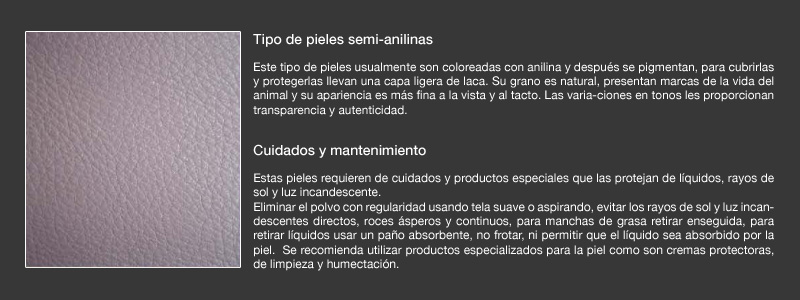 Tipo de pieles semi-anilinas
Este tipo de pieles usualmente son coloreadas con anilina y después se pigmentan, para cubrirlas
y protegerlas llevan una capa ligera de laca. Su grano es natural, presentan marcas de la vida del
animal y su apariencia es más fina a la vista y al tacto. Las varia-ciones en tonos les proporcionan
transparencia y autenticidad.
Cuidados y mantenimiento
Estas pieles requieren de cuidados y productos especiales que las protejan de líquidos, rayos de
sol y luz incandescente.
Eliminar el polvo con regularidad usando tela suave o aspirando, evitar los rayos de sol y luz incan-
descentes directos, roces ásperos y continuos, para manchas de grasa retirar enseguida, para
retirar líquidos usar un paño absorbente, no frotar, ni permitir que el líquido sea absorbido por la
piel.  Se recomienda utilizar productos especializados para la piel como son cremas protectoras,
de limpieza y humectación.